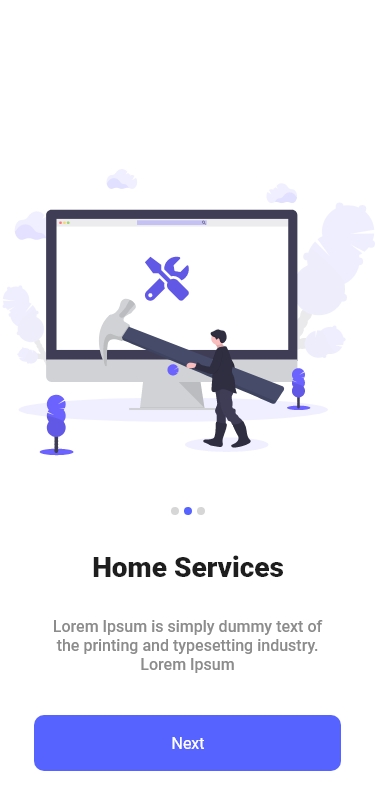 Home Services
Lorem Ipsum is simply dummy text of
the printing and typesetting industry.
Lorem Ipsum
Next